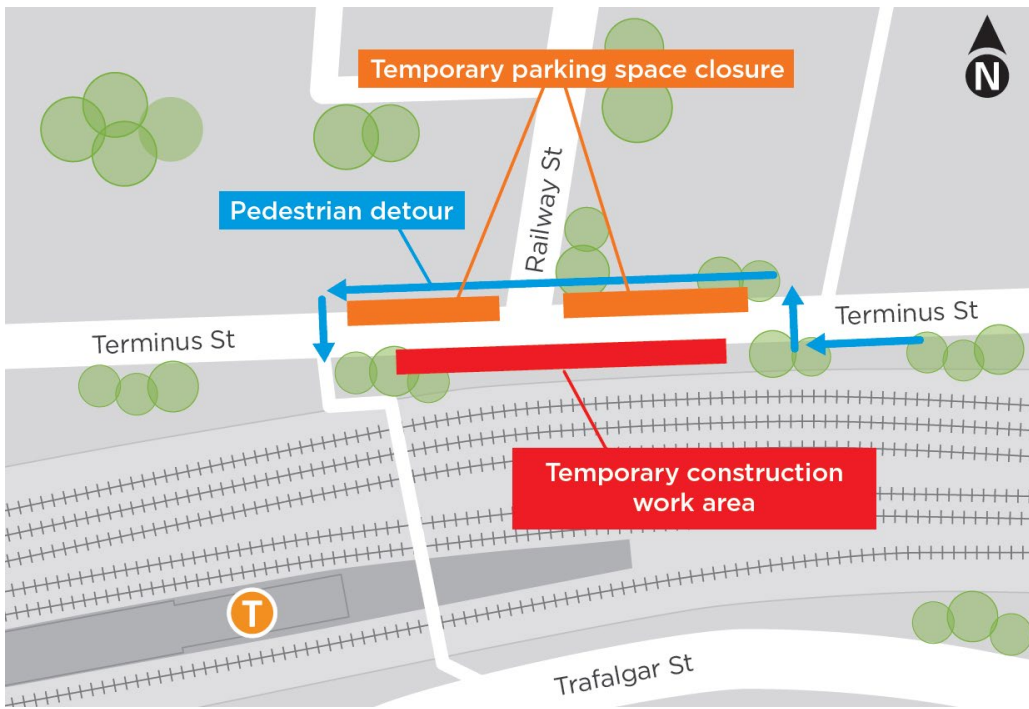 Temporary parking space closure
N
Pedestrian detour
Railway St
Terminus St
Terminus St
Temporary construction
work area
T
Trafalgar St